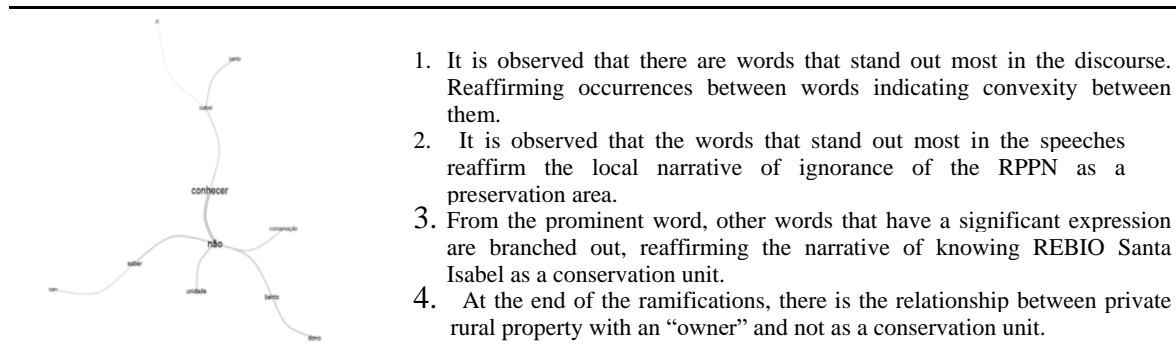 santo
isabel
conhecer
conservação
não
saber
unidade
bento
dono
1. It is observed that there are words that stand out most in the discourse.
Reaffirming occurrences between words indicating convexity between
them.
2. It is observed that the words that stand out most in the speeches
reaffirm the local narrative of ignorance of the RPPN as a
preservation area.
3. From the prominent word, other words that have a significant expression
are branched out, reaffirming the narrative of knowing REBIO Santa
Isabel as a conservation unit.
4. At the end of the ramifications, there is the relationship between private
rural property with an “owner” and not as a conservation unit.